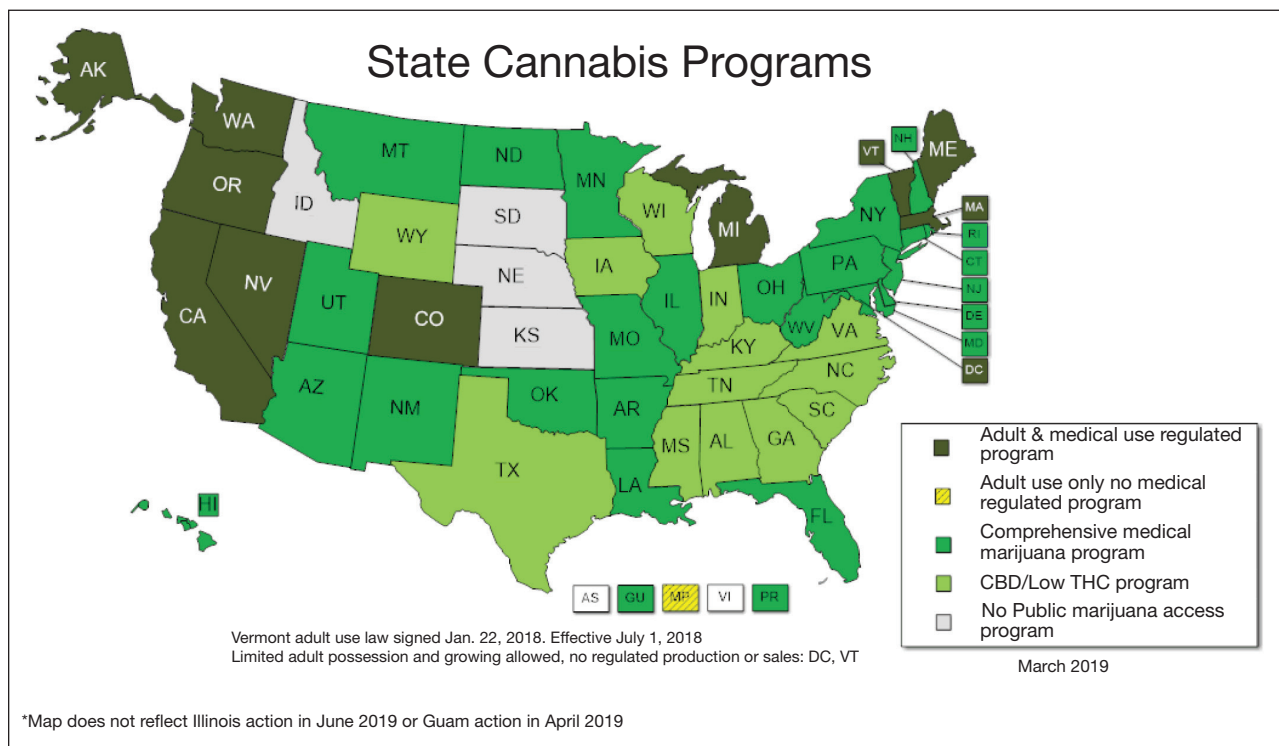 State Cannabis Programs
AK
WA
OR
CA
NV
ID
MT
WY
UT
CO
AZ
NM
ND
SD
NE
KS
OK
TX
MN
IA
MO
AR
LA
WI
IL
MI
IN
OH
KY
TN
MS
AL
GA
FL
SC
NC
VA
WV
PA
NY
VT
NH
ME
MA
RI
CT
NJ
DE
MD
DC
HI
AS
GU
MP
VI
PR
Adult & medical use regulated
program
Adult use only no medical
regulated program
Comprehensive medical
marijuana program
CBD/Low THC program
No Public marijuana access
program
Vermont adult use law signed Jan. 22, 2018. Effective July 1, 2018
Limited adult possession and growing allowed, no regulated production or sales: DC, VT
March 2019
*Map does not reflect Illinois action in June 2019 or Guam action in April 2019